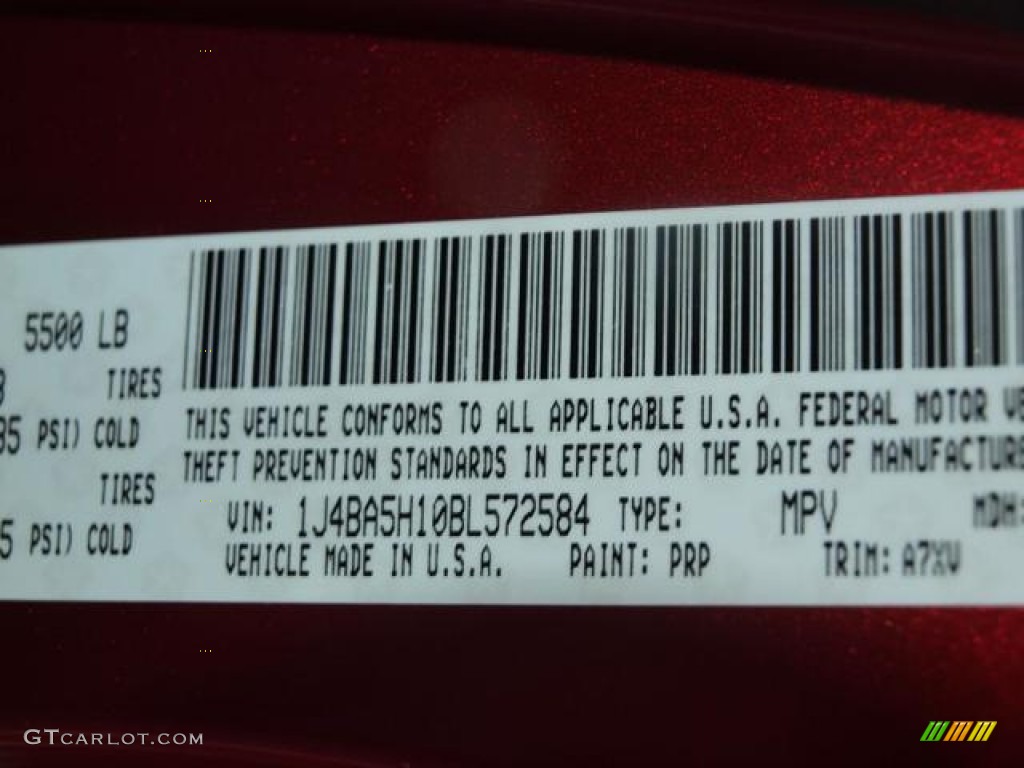 5500 LB
TIRES
PSI) COLD
TIRES
PSI) COLD
THIS VEHICLE CONFORMS TO ALL APPLICABLE U.S.A. FEDERAL MOTOR
THEFT PREVENTION STANDARDS IN EFFECT ON THE DATE OF
VIN: 1J4BA5H10BL572584 TYPE: MPV MDH:
VEHICLE MADE IN U.S.A. PAINT: PRP TRIM: A7XV
GTCARLOT.COM